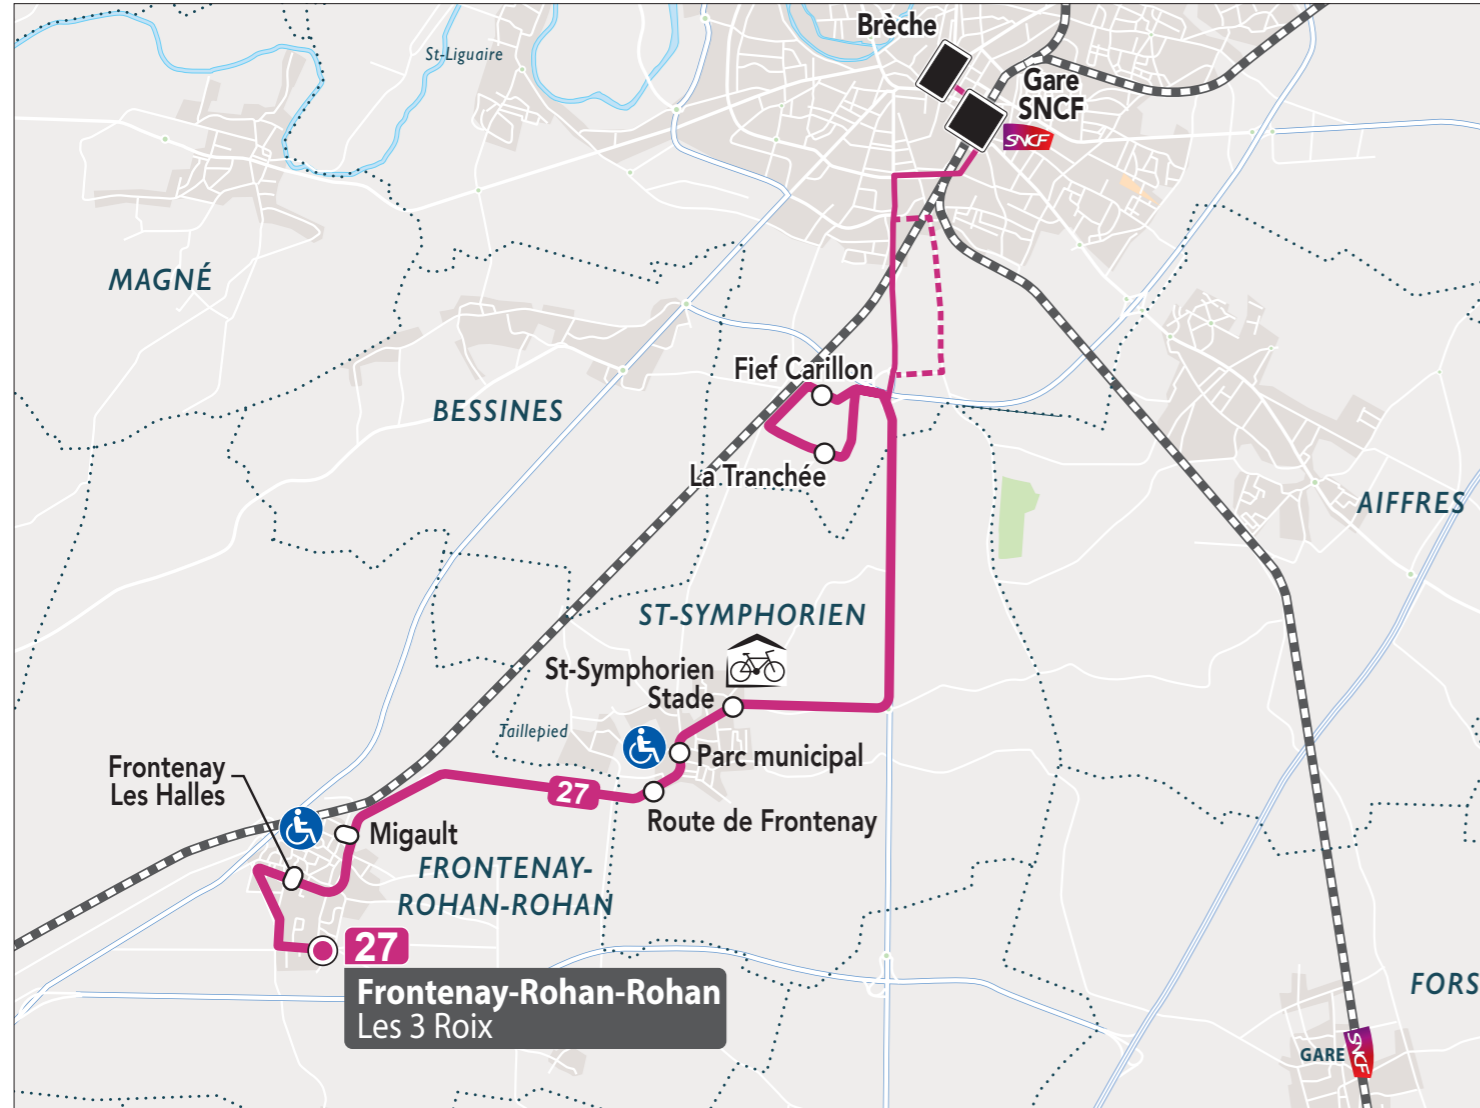 Brèche
St-Liguaire
Gare
SNCF
SNCF
MAGNÉ
Fief Carillon
BESSINES
La Tranchée
AIFFRES
ST-SYMPHORIEN
St-Symphorien
Stade
Taillepied
Parc municipal
Frontenay
Les Halles
27
Route de Frontenay
Migault
FRONTENAY-
ROHAN-ROHAN
27
Frontenay-Rohan-Rohan
Les 3 Roix
FORS
GARE
SNCF